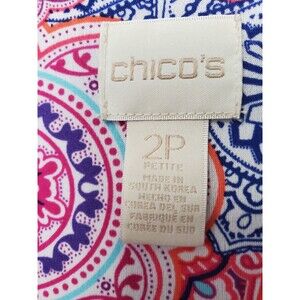 chico's
2P
PETITE
MADE IN
SOUTH KOREA
HECHO EN
COREA DEL SUR
FABRIQUÉ EN
CORÉE DU SUD